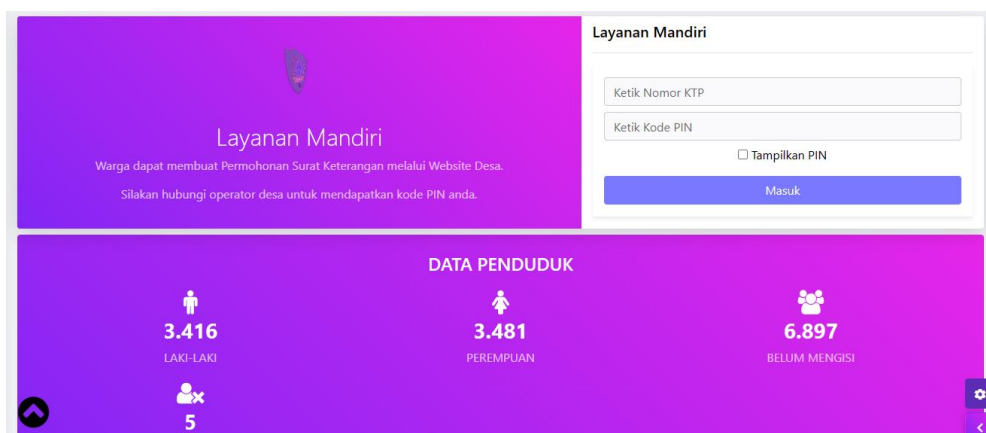 Layanan Mandiri
Warga dapat membuat Permohonan Surat Keterangan melalui Website Desa.
Silakan hubungi operator desa untuk mendapatkan kode PIN anda.
Layanan Mandiri
Ketik Nomor KTP
Ketik Kode PIN
Tampilkan PIN
Masuk
DATA PENDUDUK
3.416
LAKI-LAKI
3.481
PEREMPUAN
6.897
BELUM MENGISI
5